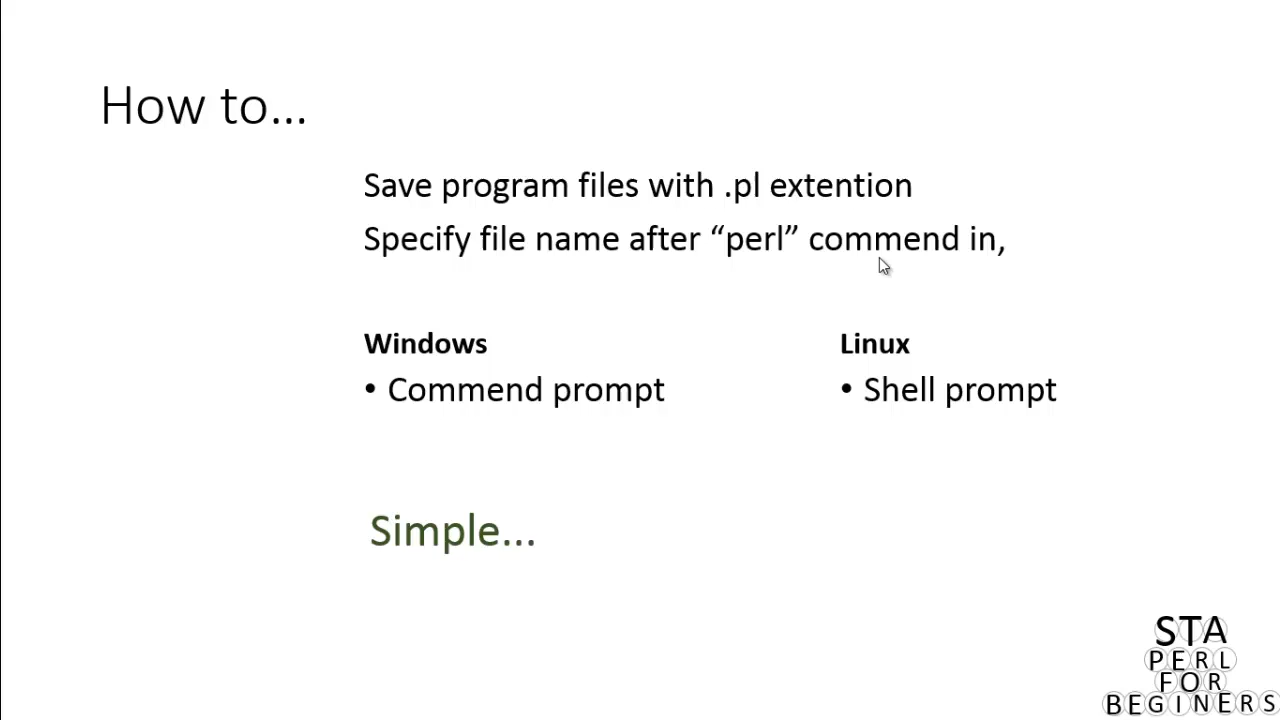 How to...
Save program files with .pl extention
Specify file name after “perl” commend in,
Windows
• Commend prompt
Linux
• Shell prompt
Simple...
STA
PERL
FOR
BEGINERS